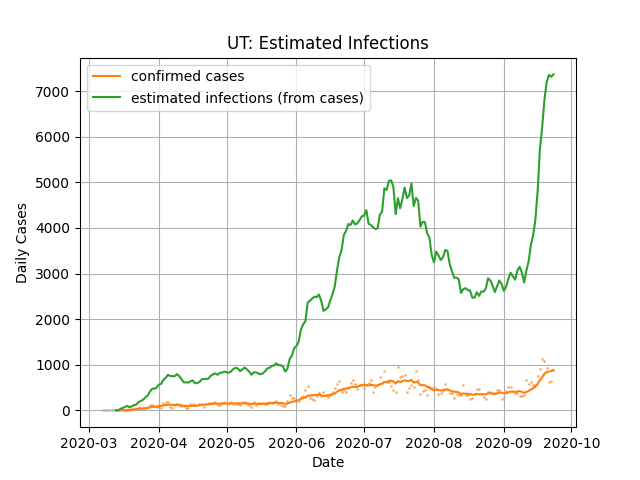 UT: Estimated Infections
confirmed cases
estimated infections (from cases)
Daily Cases
7000
6000
5000
4000
3000
2000
1000
0
2020-03 2020-04 2020-05 2020-06 2020-07 2020-08 2020-09 2020-10
Date